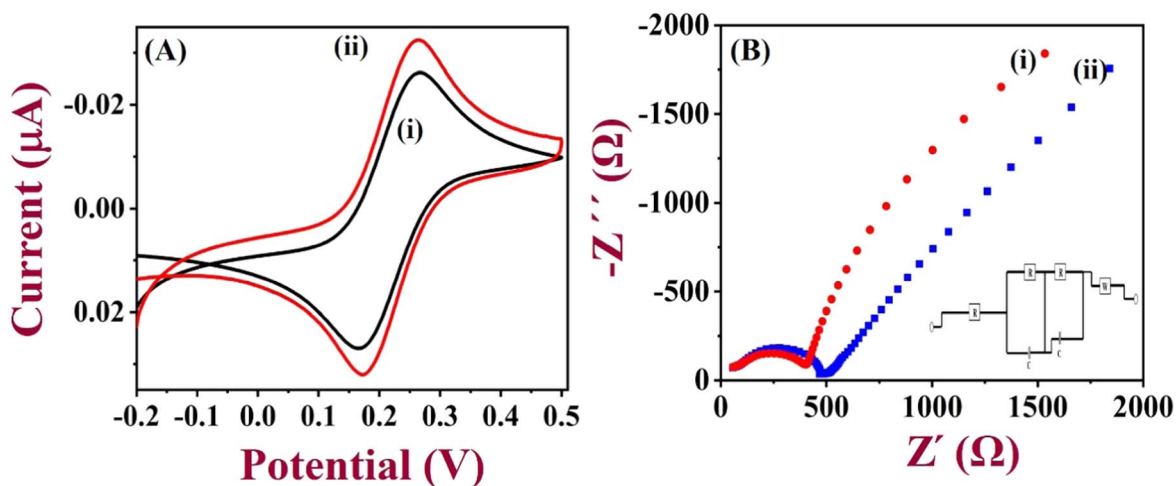 (A)
(ii)
(i)
-0.02
0.00
0.02
Current (μA)
-0.2 -0.1 0.0 0.1 0.2 0.3 0.4 0.5
Potential (V)
(B)
(i)
(ii)
-2000
-1500
-1000
-500
0
-Z´´ (Ω)
R R
W
R
C
C
0 500 1000 1500 2000
Z´ (Ω)